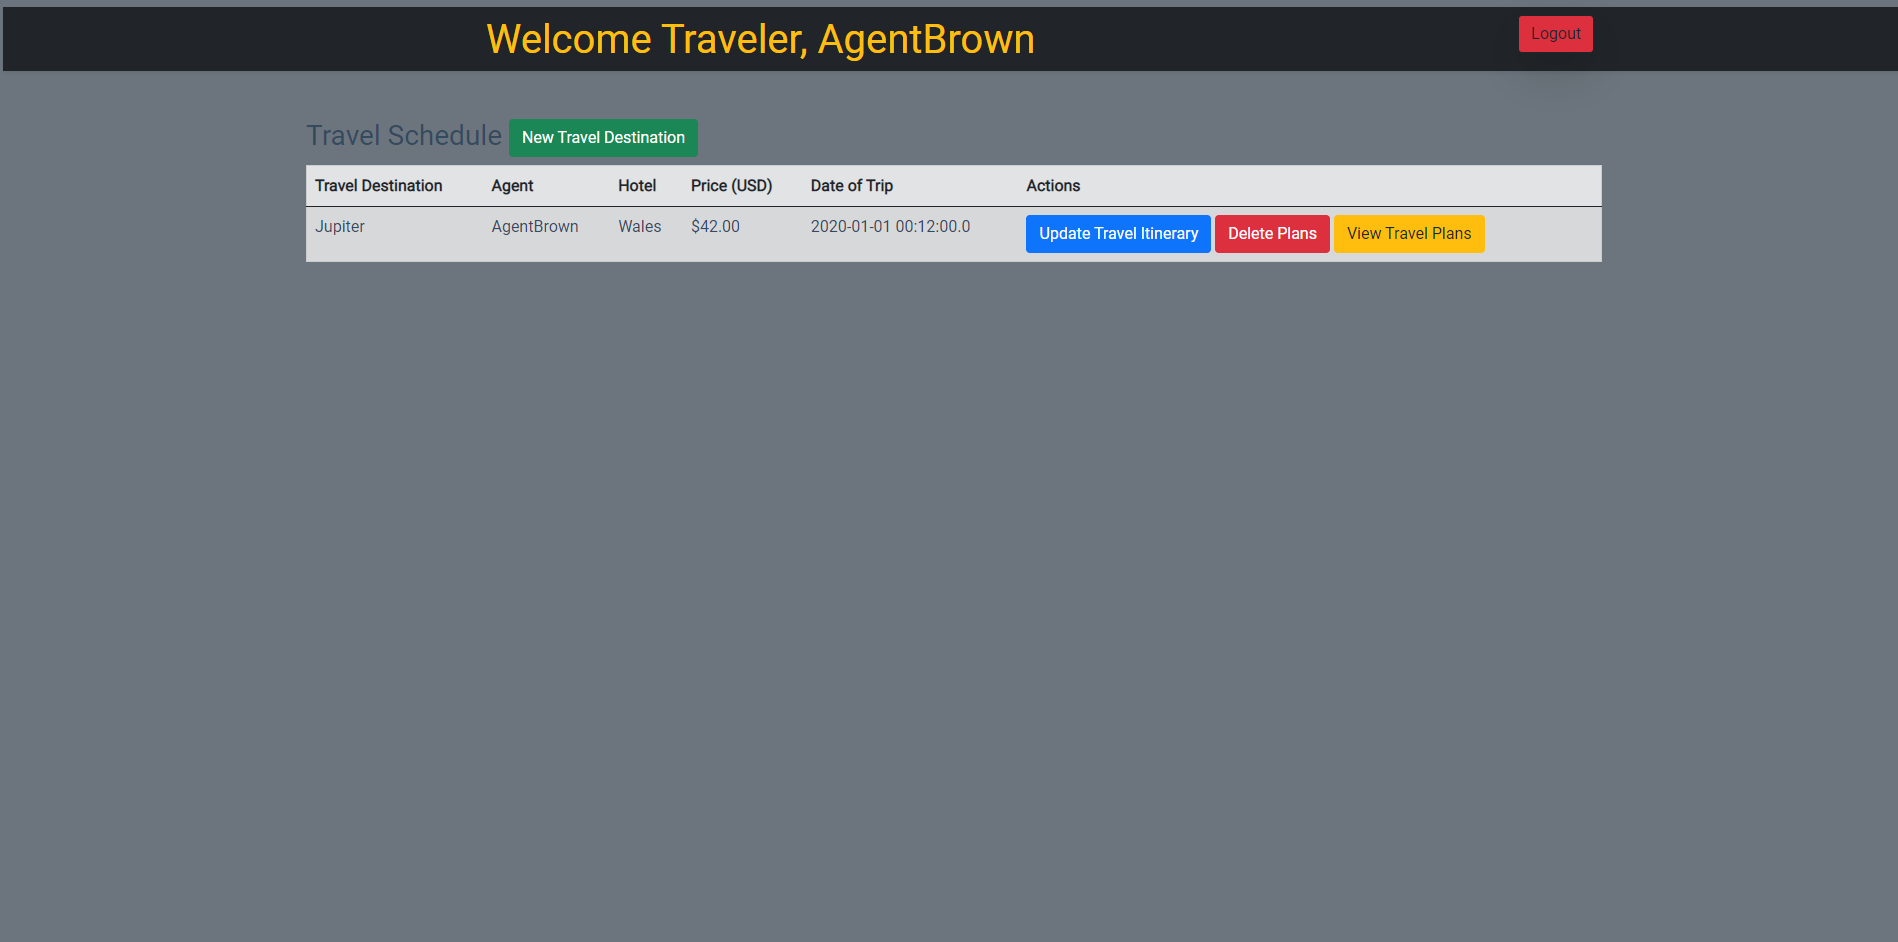 Welcome Traveler, AgentBrown
Logout
Travel Schedule New Travel Destination
Travel Destination Agent Hotel Price (USD) Date of Trip Actions
Jupiter AgentBrown Wales $42.00 2020-01-01 00:12:00.0 Update Travel Itinerary Delete Plans View Travel Plans